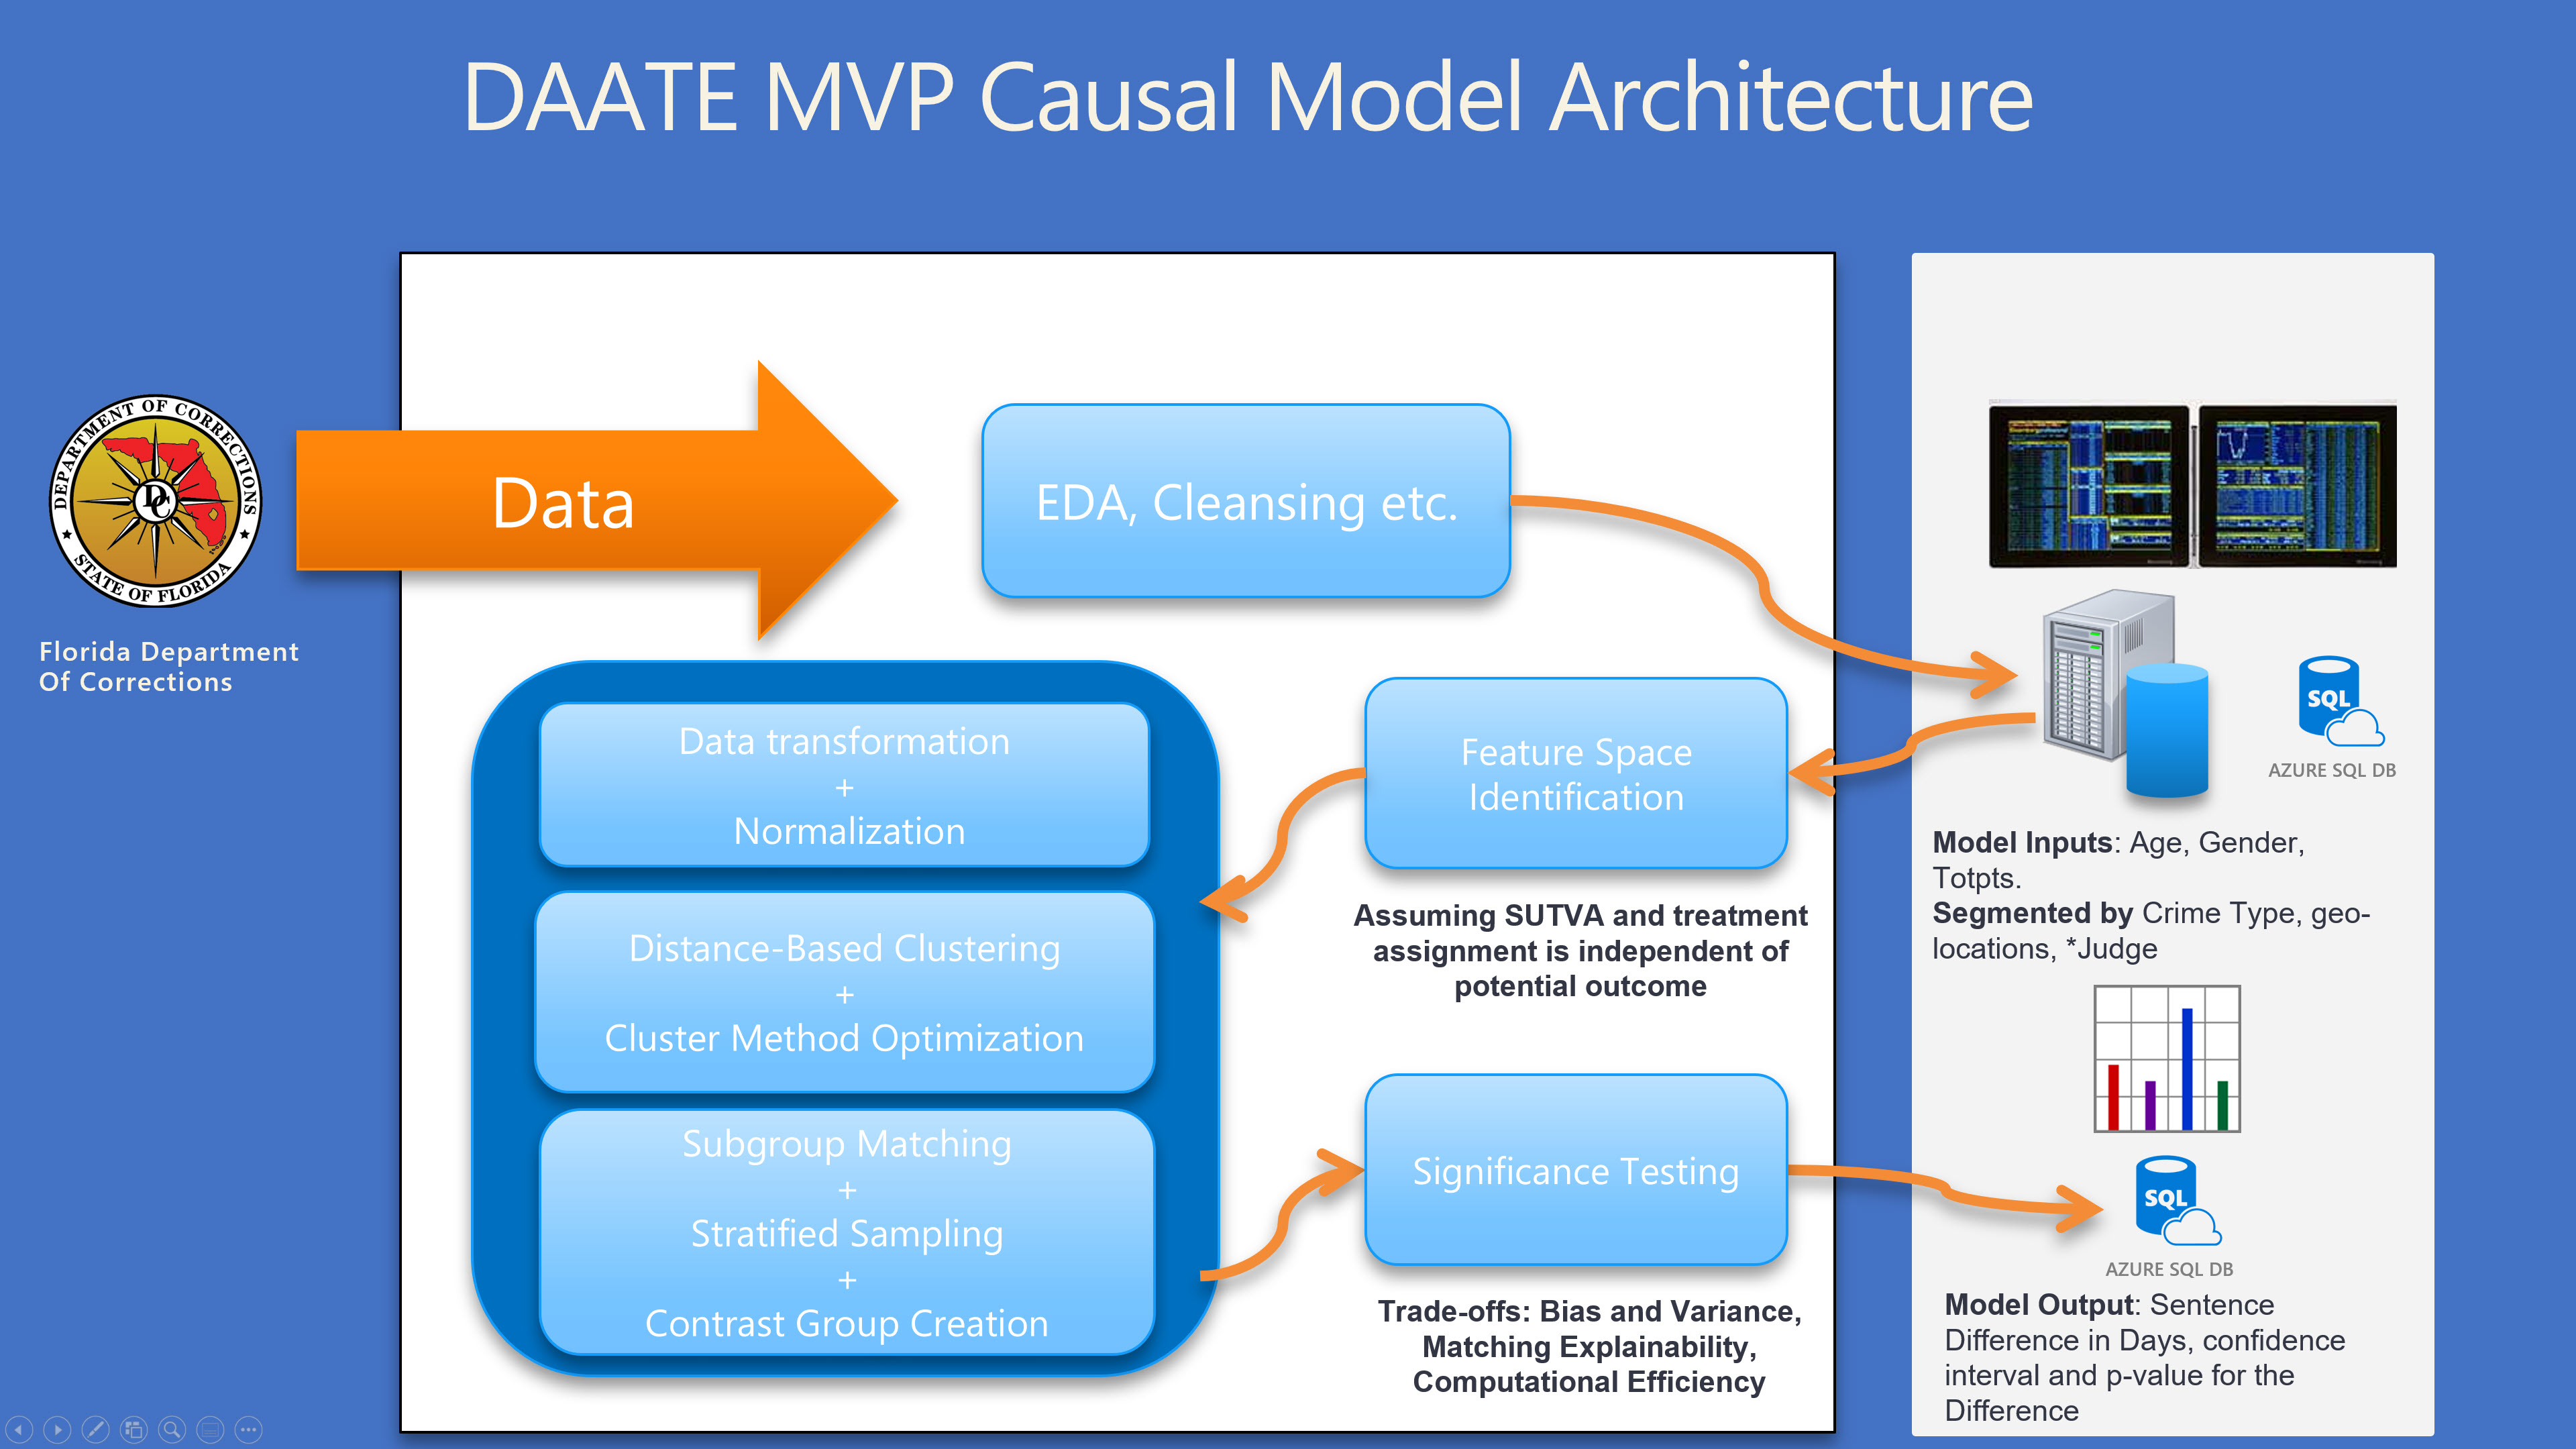 DAATE MVP Causal Model Architecture
DEPARTMENT OF CORRECTIONS
DC
STATE OF FLORIDA
Florida Department
Of Corrections
Data
EDA, Cleansing etc.
Data transformation
+
Normalization
Distance-Based Clustering
+
Cluster Method Optimization
Subgroup Matching
+
Stratified Sampling
+
Contrast Group Creation
Feature Space
Identification
Assuming SUTVA and treatment
assignment is independent of
potential outcome
Significance Testing
Trade-offs: Bias and Variance,
Matching Explainability,
Computational Efficiency
SQL
AZURE SQL DB
Model Inputs: Age, Gender,
Totpts.
Segmented by Crime Type, geo-
locations, *Judge
SQL
AZURE SQL DB
Model Output: Sentence
Difference in Days, confidence
interval and p-value for the
Difference